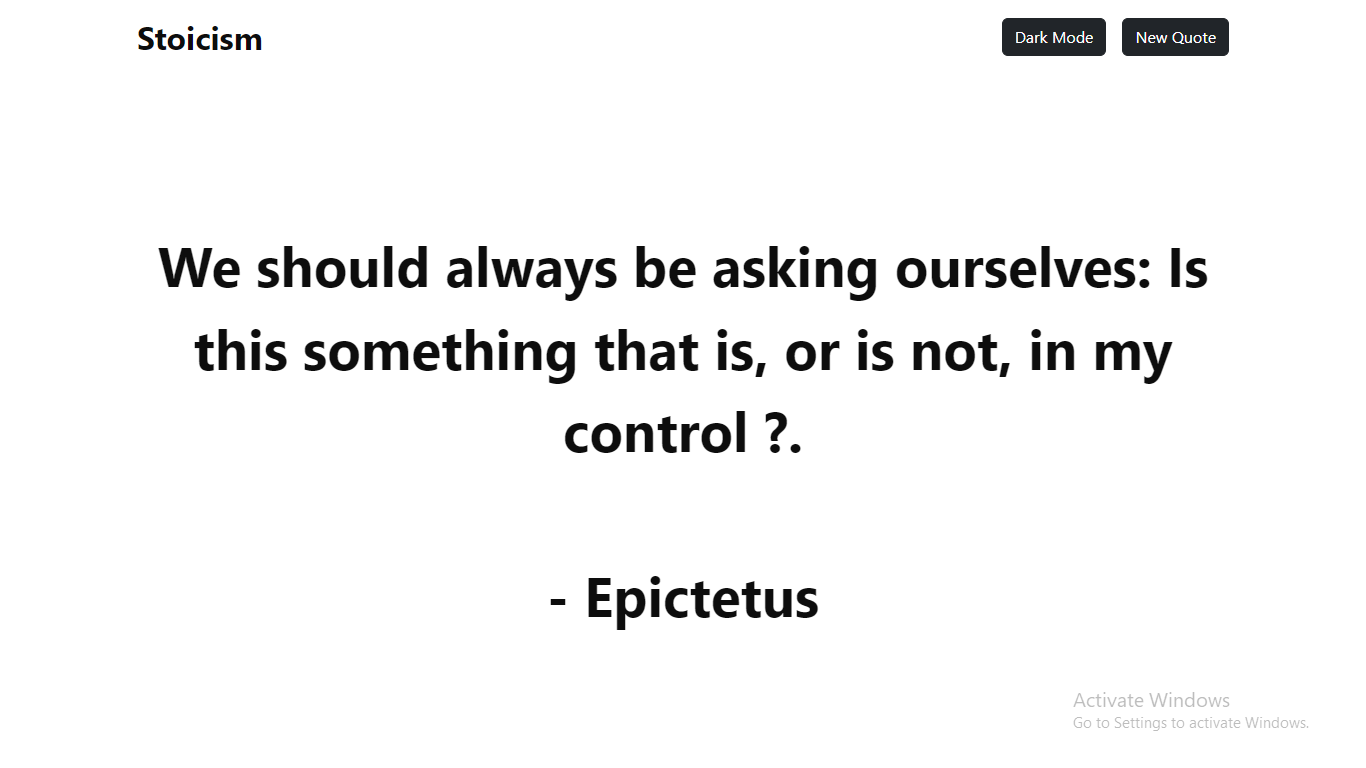 Stoicism
Dark Mode
New Quote
We should always be asking ourselves: Is
this something that is, or is not, in my
control ?.
- Epictetus
Activate Windows
Go to Settings to activate Windows.